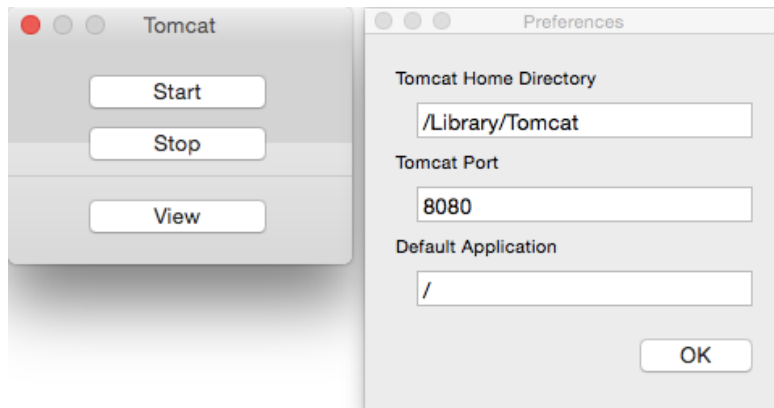 Tomcat
Start
Stop
View
Preferences
Tomcat Home Directory
/Library/Tomcat
Tomcat Port
8080
Default Application
/
OK